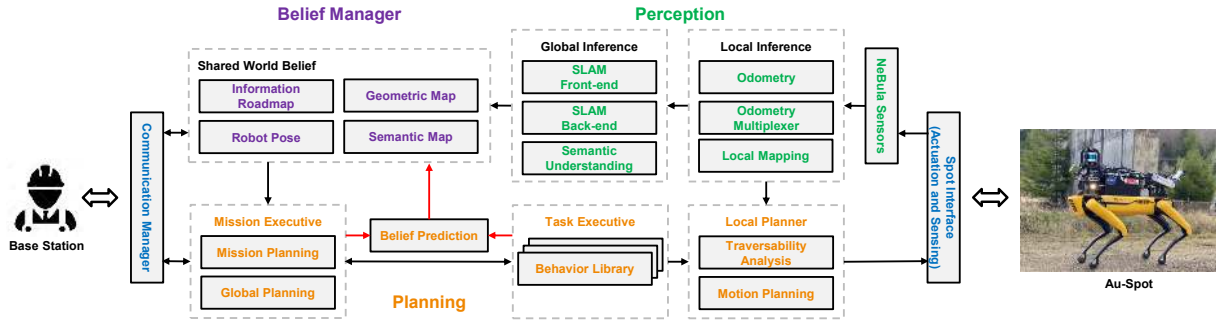 Belief Manager
Perception
Shared World Belief
Information
Roadmap
Geometric Map
Robot Pose
Semantic Map
Global Inference
SLAM
Front-end
SLAM
Back-end
Semantic
Understanding
Local Inference
Odometry
Odometry
Multiplexer
Local Mapping
NeBula Sensors
Spot Interface
(Actuation and Sensing)
Communication
Manager
Base Station
Mission Executive
Mission Planning
Global Planning
Belief Prediction
Task Executive
Behavior Library
Local Planner
Traversability
Analysis
Motion Planning
Planning
Au-Spot